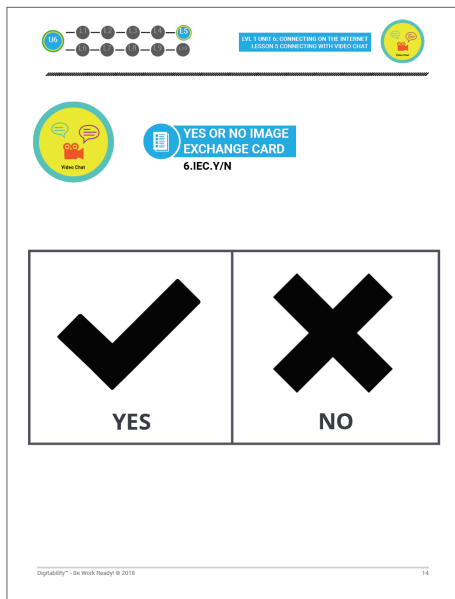 U6
L1
L2
L3
L4
L5
L6
L7
L8
L9
LVL 1 UNIT 6: CONNECTING ON THE INTERNET
LESSON 5 CONNECTING WITH VIDEO CHAT
Video Chat
Video Chat
YES OR NO IMAGE
EXCHANGE CARD
6.IEC.Y/N
YES
NO
Digitability™ - Be Work Ready! © 2018
14